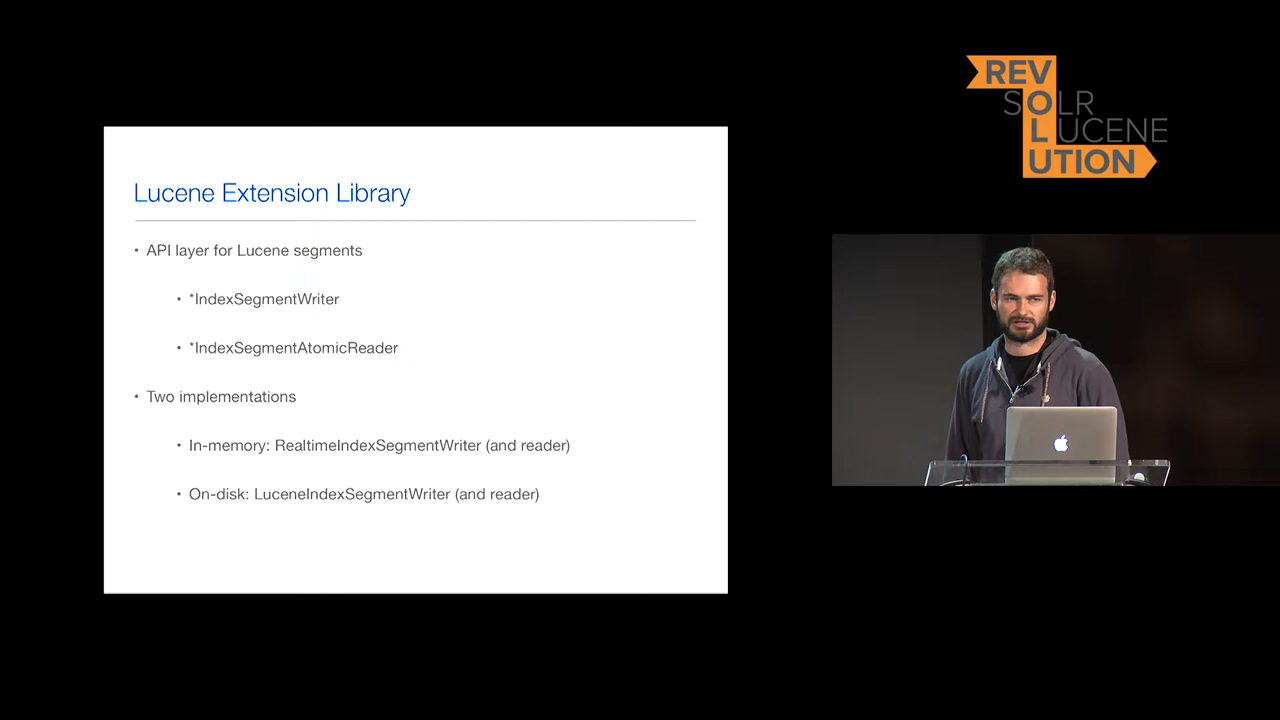 Lucene Extension Library
• API layer for Lucene segments
• *IndexSegmentWriter
• *IndexSegmentAtomicReader
• Two implementations
• In-memory: RealtimeIndexSegmentWriter (and reader)
• On-disk: LuceneIndexSegmentWriter (and reader)
REV
SOLR
LUCENE
UTION